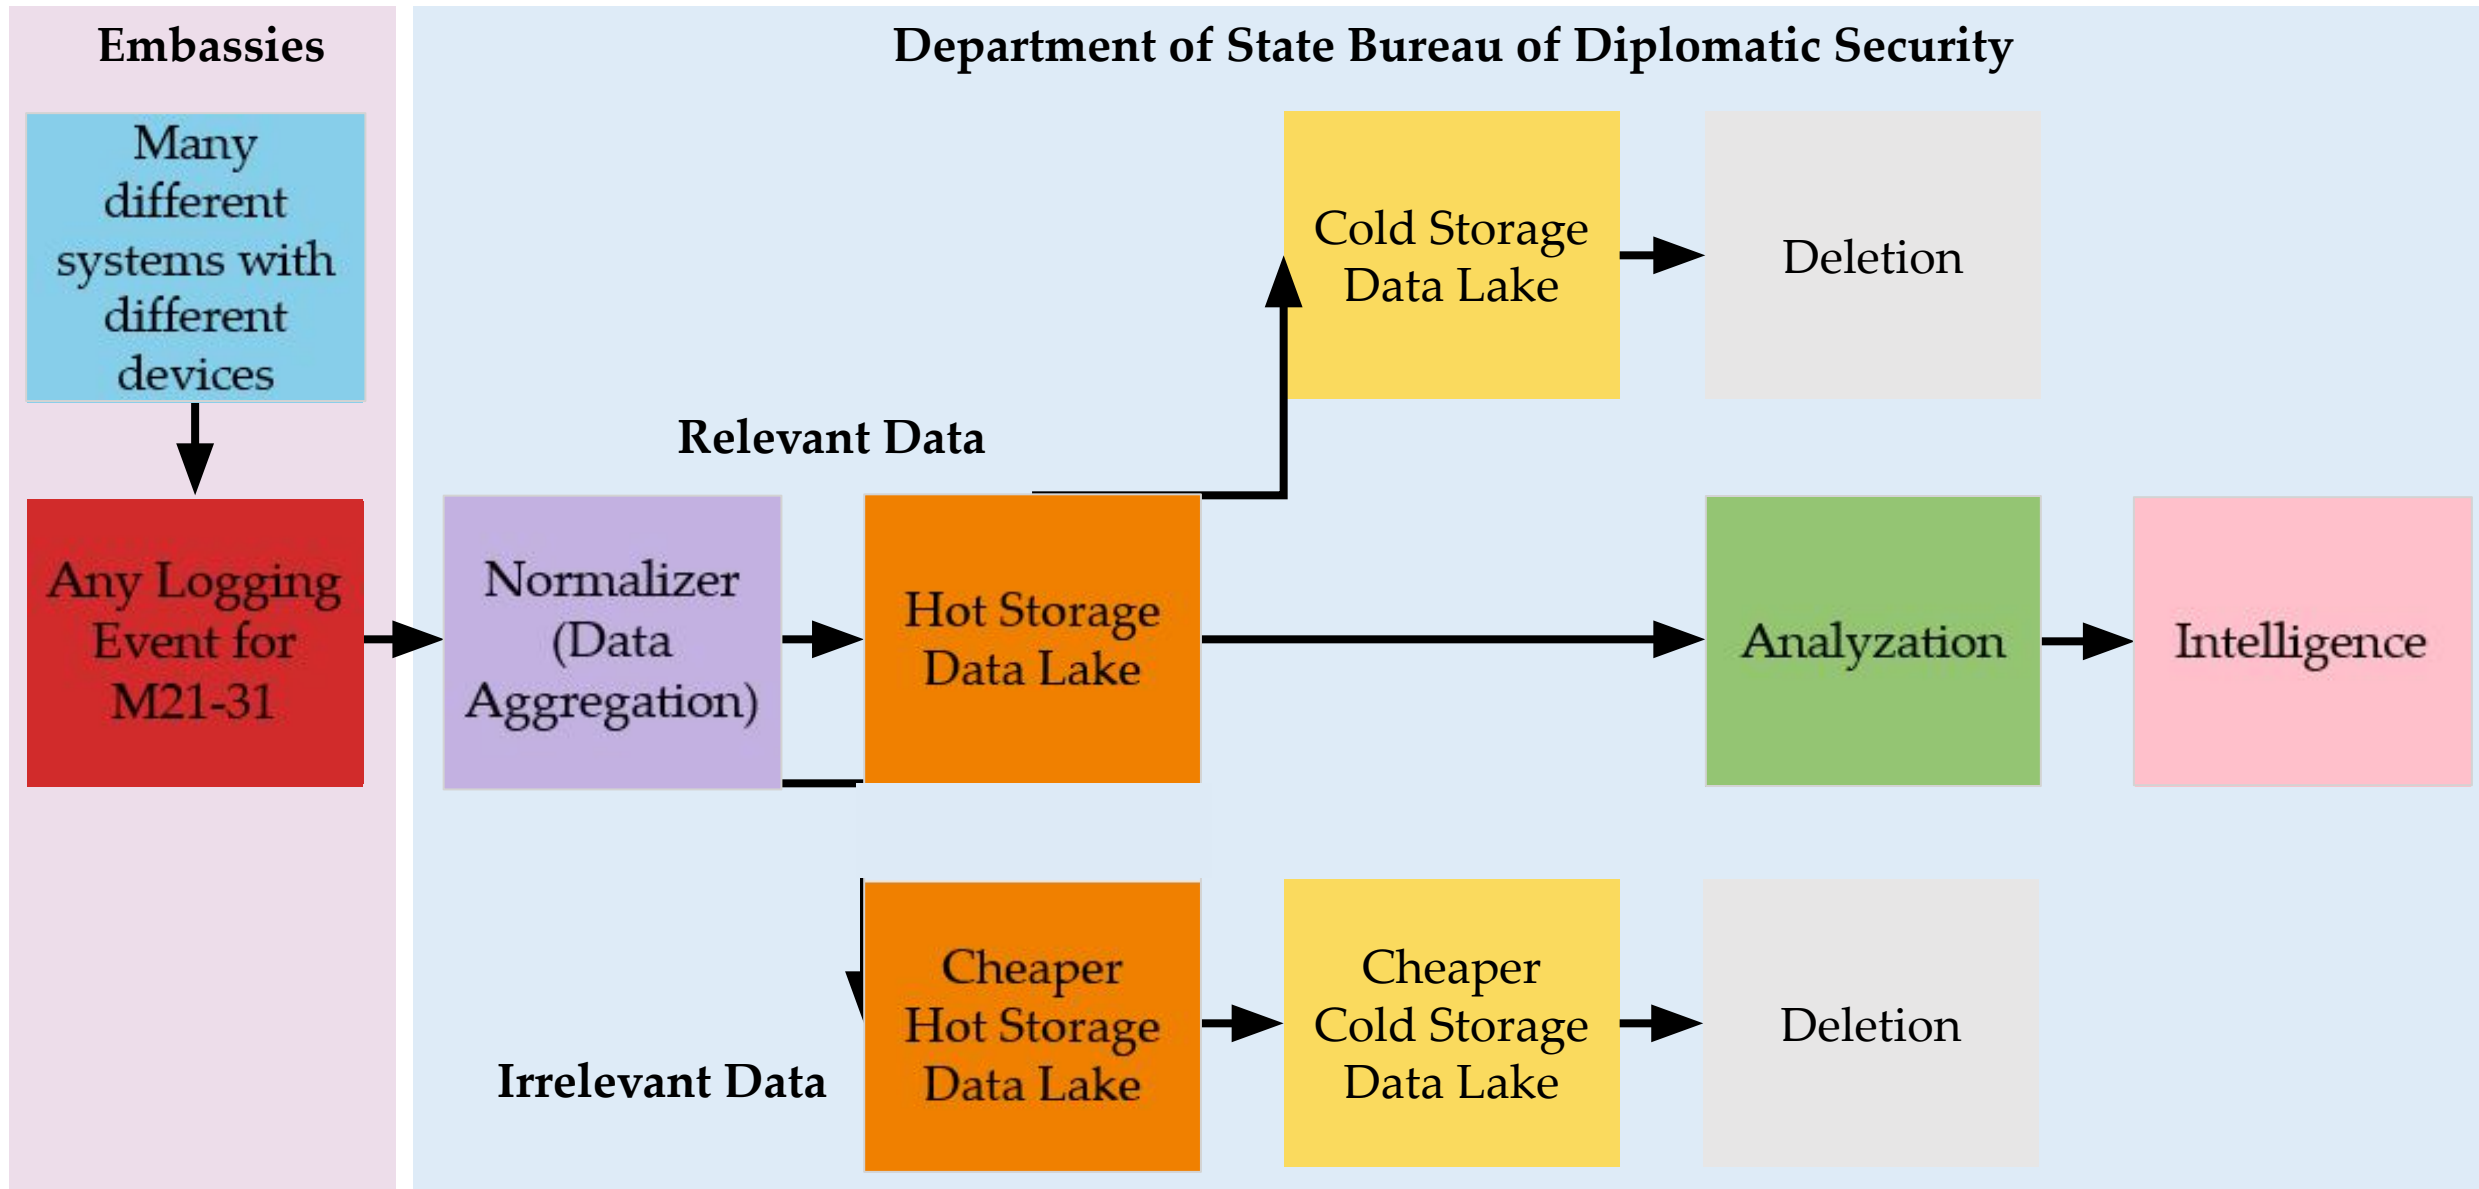 Embassies
Department of State Bureau of Diplomatic Security
Many
different
systems with
different
devices
Cold Storage
Data Lake
Deletion
Relevant Data
Any Logging
Event for
M21-31
Normalizer
(Data
Aggregation)
Hot Storage
Data Lake
Analyzation
Intelligence
Irrelevant Data
Cheaper
Hot Storage
Data Lake
Cheaper
Cold Storage
Data Lake
Deletion